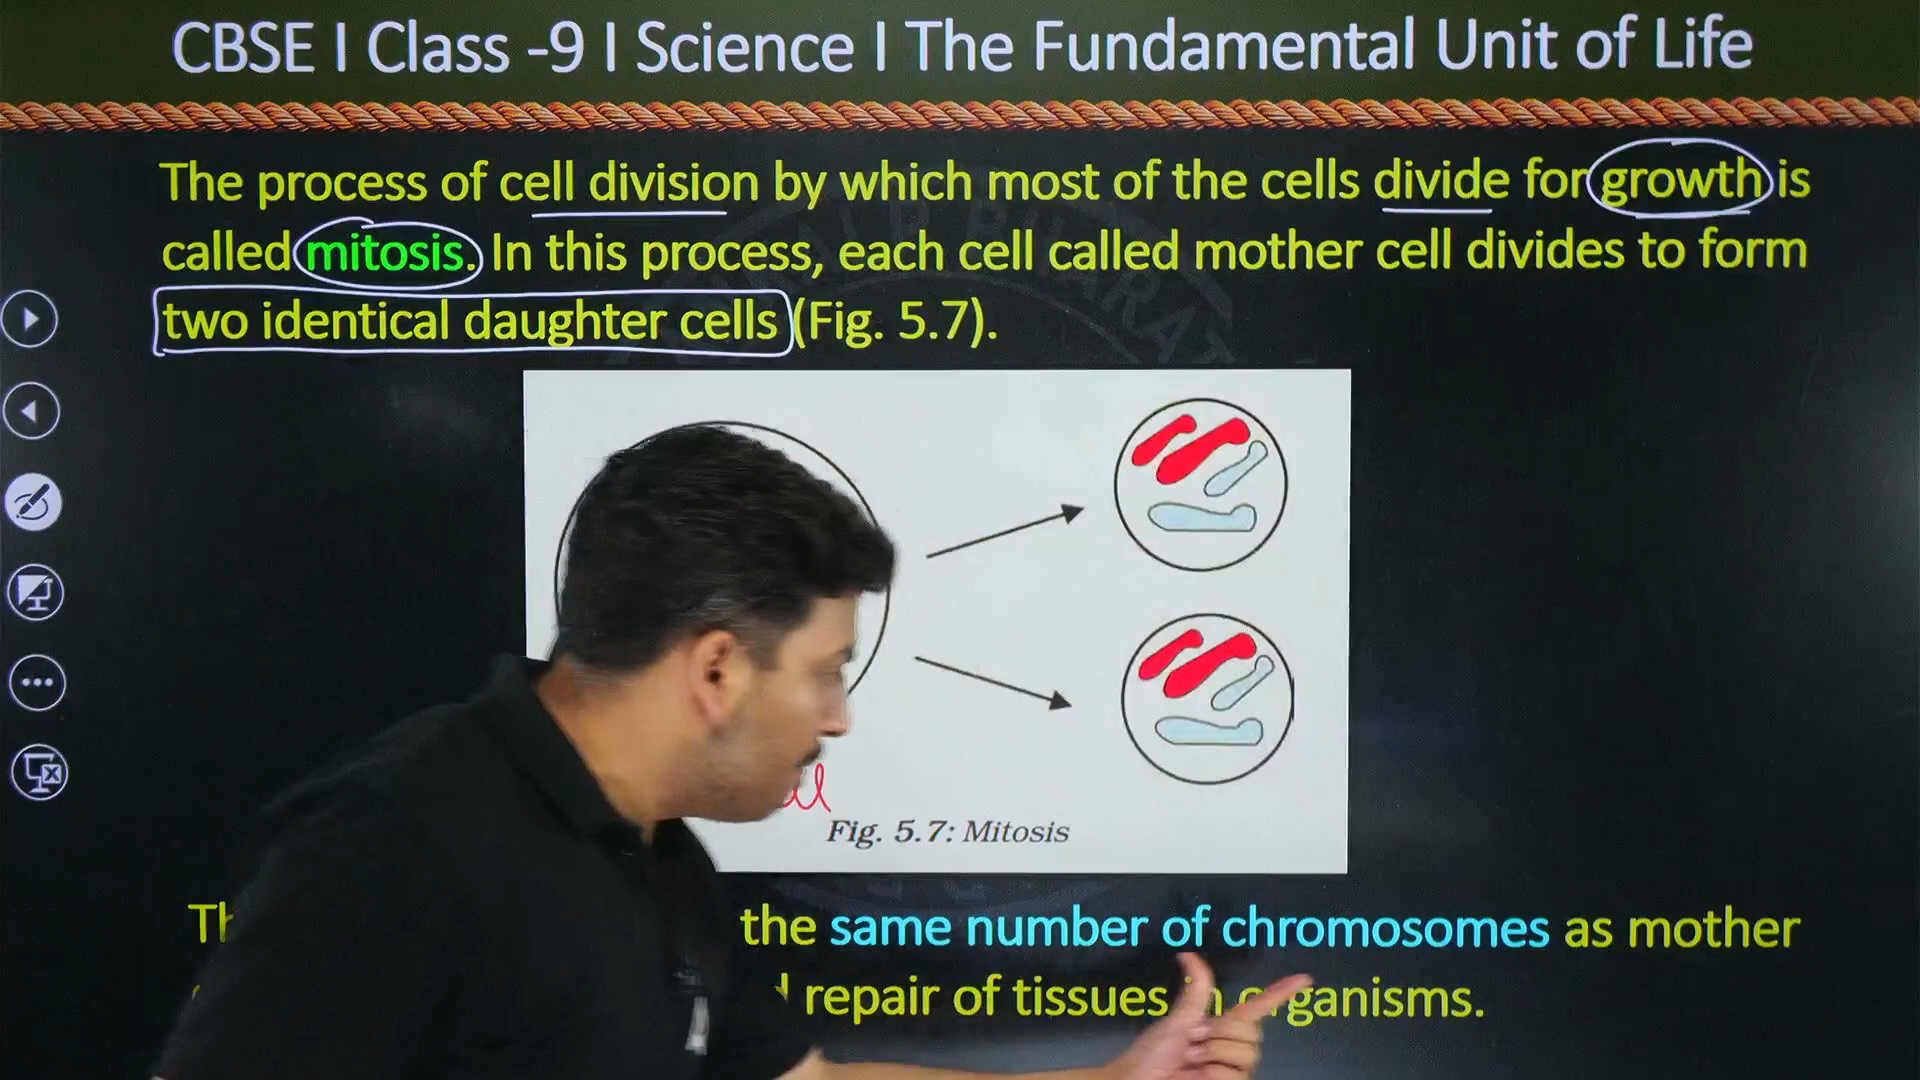 CBSE I Class -9 I Science I The Fundamental Unit of Life
The process of cell division by which most of the cells divide for growth is
called mitosis. In this process, each cell called mother cell divides to form
two identical daughter cells (Fig. 5.7).
Fig. 5.7: Mitosis
the same number of chromosomes as mother
repair of tissues in organisms.